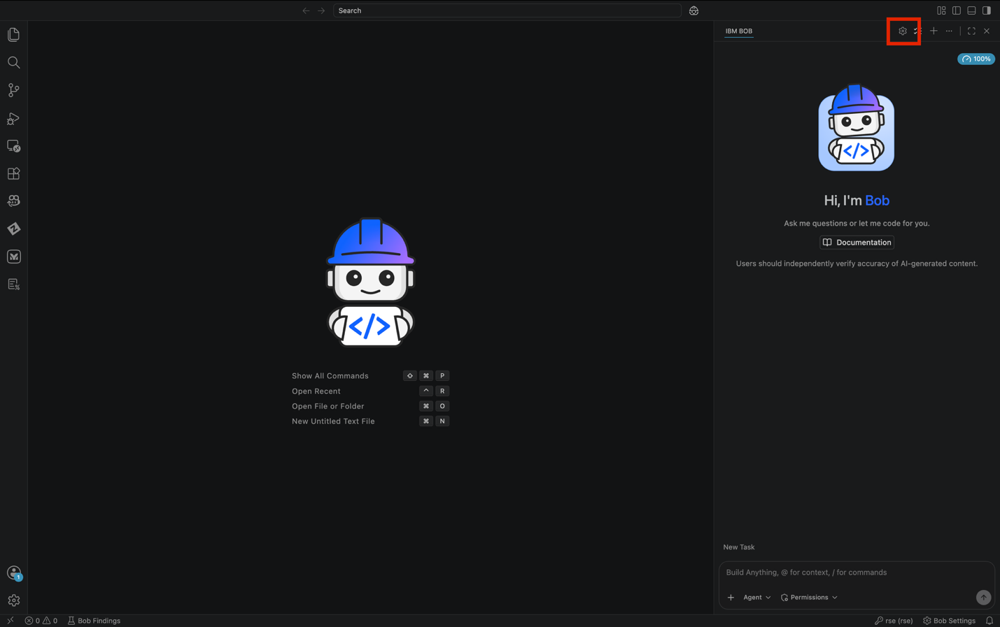 Search
IBM BOB
100%
</>
Hi, I'm Bob
Ask me questions or let me code for you.
Documentation
Users should independently verify accuracy of AI-generated content.
</>
Show All Commands ⇧ ⌘ P
Open Recent ^ R
Open File or Folder ⌘ O
New Untitled Text File ⌘ N
New Task
Build Anything, @ for context, / for commands
Agent
Permissions
1
0 0 Bob Findings
rse (rse) Bob Settings